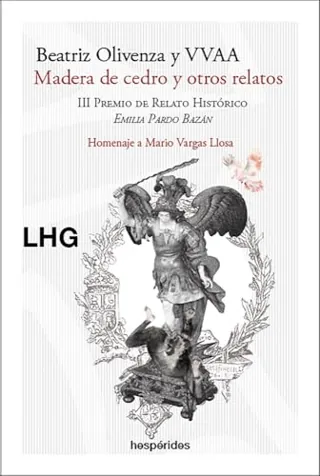 Beatriz Olivenza y VVAA
Madera de cedro y otros relatos
III Premio de Relato Histórico
Emilia Pardo Bazán
Homenaje a Mario Vargas Llosa
LHG
hespérides